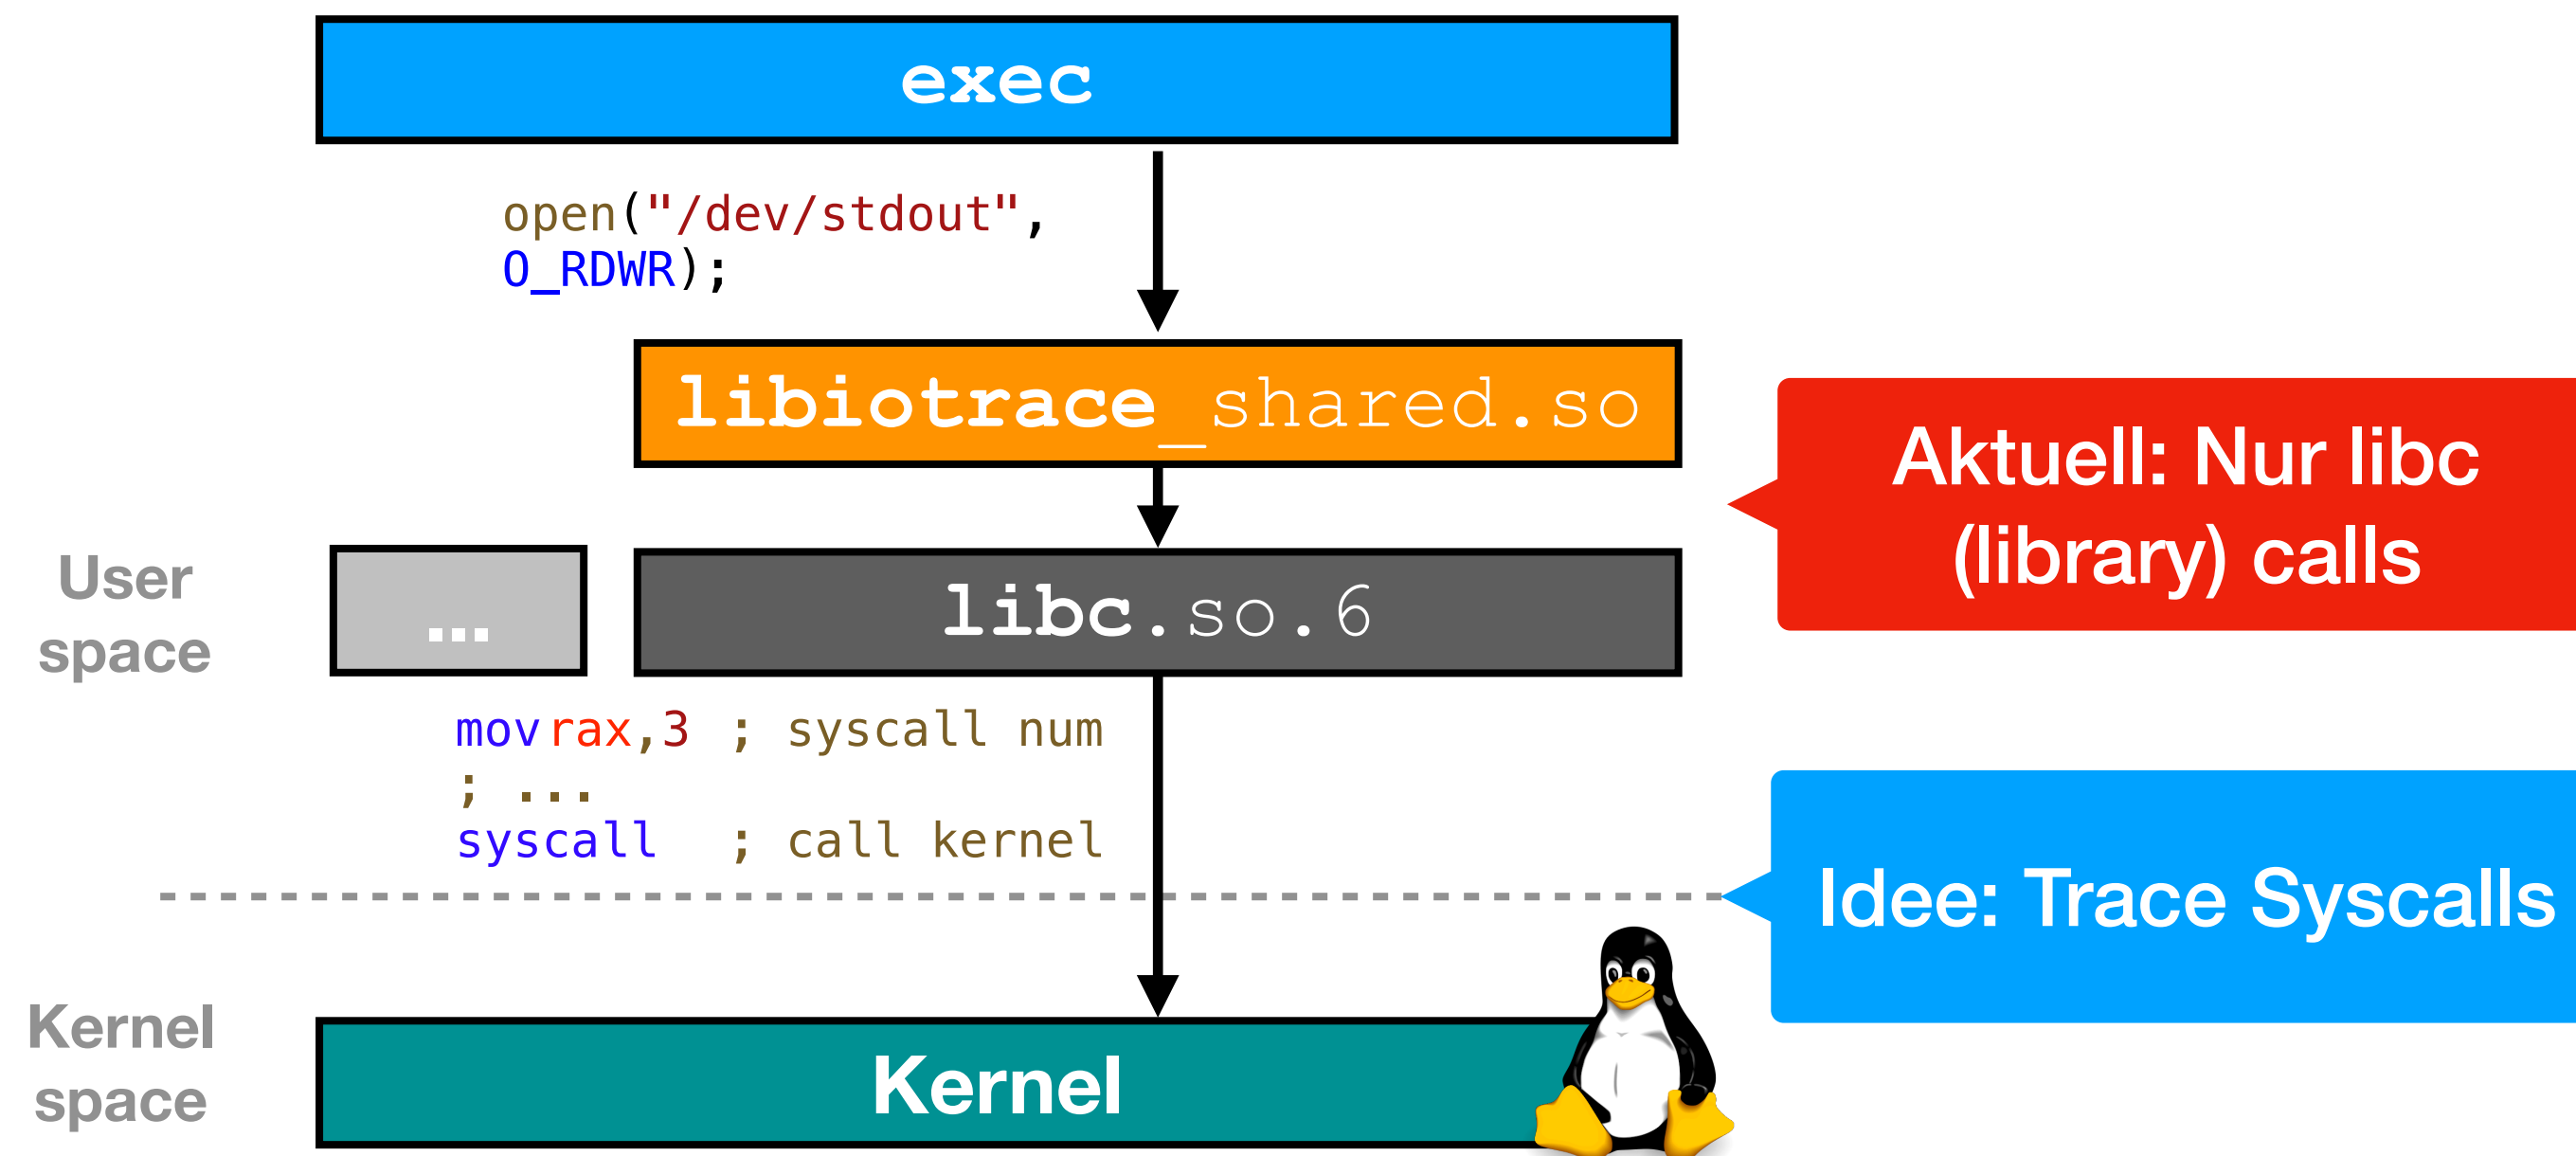 exec
open("/dev/stdout",
O_RDWR);
libiotrace_shared.so
Aktuell: Nur libc
(library) calls
User
space
...
libc.so.6
mov rax,3 ; syscall num
; ...
syscall ; call kernel
Idee: Trace Syscalls
Kernel
space
Kernel